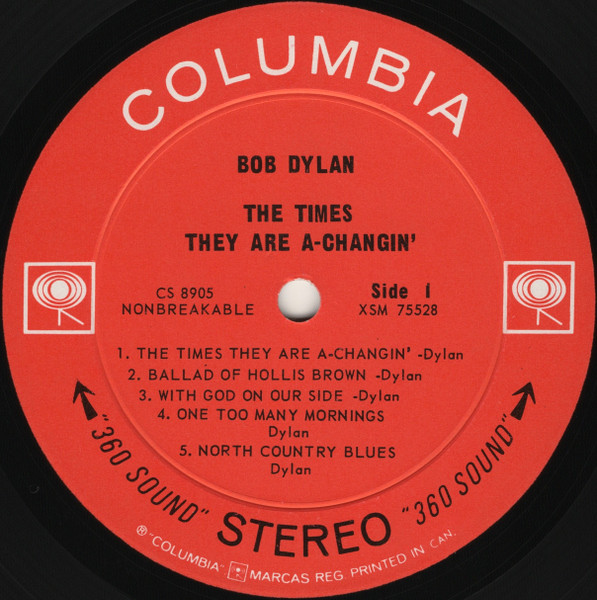 COLUMBIA
BOB DYLAN
THE TIMES
THEY ARE A-CHANGIN'
CS 8905
NONBREAKABLE
Side 1
XSM 75528
1. THE TIMES THEY ARE A-CHANGIN' -Dylan
2. BALLAD OF HOLLIS BROWN -Dylan
3. WITH GOD ON OUR SIDE -Dylan
4. ONE TOO MANY MORNINGS
Dylan
5. NORTH COUNTRY BLUES
Dylan
"360 SOUND" STEREO "360 SOUND"
® "COLUMBIA" MARCAS REG. PRINTED IN CAN.